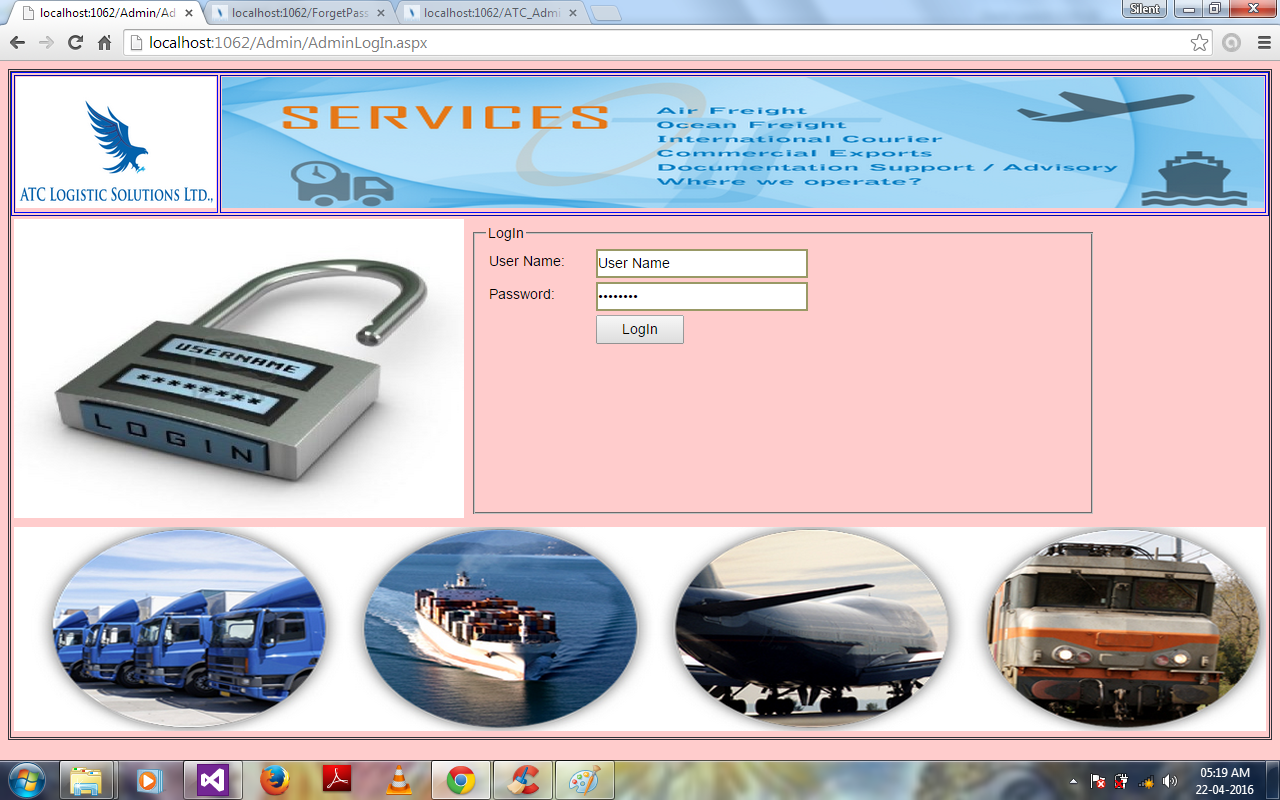 localhost:1062/Admin/Ad
localhost:1062/ForgetPass
localhost:1062/ATC_Admi
Silent
localhost:1062/Admin/AdminLogIn.aspx
ATC LOGISTIC SOLUTIONS LTD.,
SERVICES
Air Freight
Ocean Freight
International Courier
Commercial Exports
Documentation Support / Advisory
Where we operate?
USERNAME
********
LOGIN
LogIn
User Name:
User Name
Password:
••••••••
LogIn
05:19 AM
22-04-2016